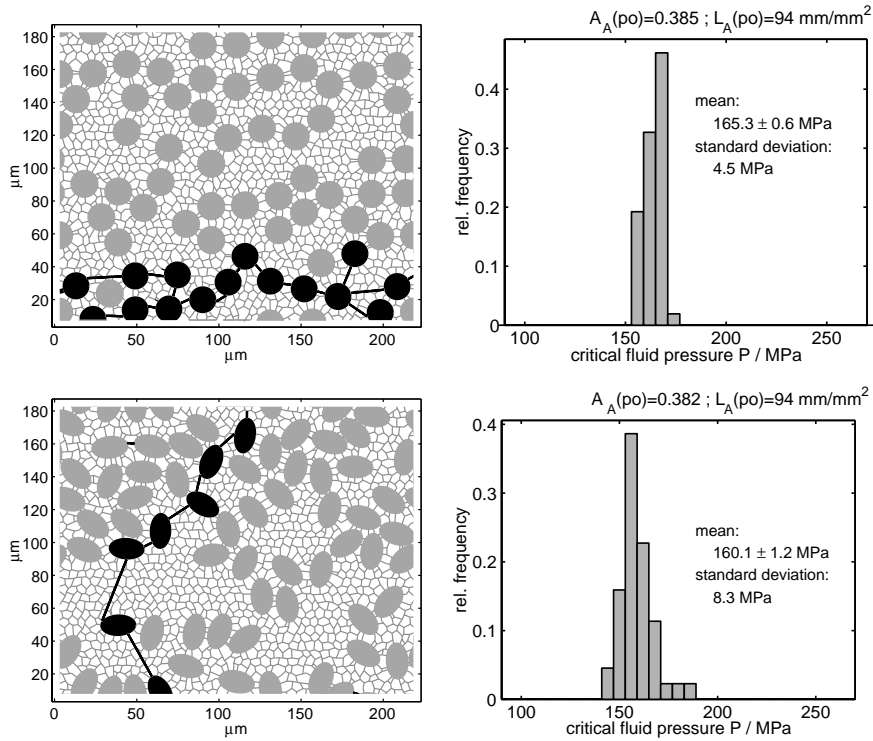 A_A(po)=0.385 ; L_A(po)=94 mm/mm²
180
160
140
120
100
80
60
40
20
μm
0 50 100 150 200
μm
0.4
0.3
0.2
0.1
0
rel. frequency
mean:
165.3 ± 0.6 MPa
standard deviation:
4.5 MPa
100 150 200 250
critical fluid pressure P / MPa
A_A(po)=0.382 ; L_A(po)=94 mm/mm²
180
160
140
120
100
80
60
40
20
μm
0 50 100 150 200
μm
0.4
0.3
0.2
0.1
0
rel. frequency
mean:
160.1 ± 1.2 MPa
standard deviation:
8.3 MPa
100 150 200 250
critical fluid pressure P / MPa